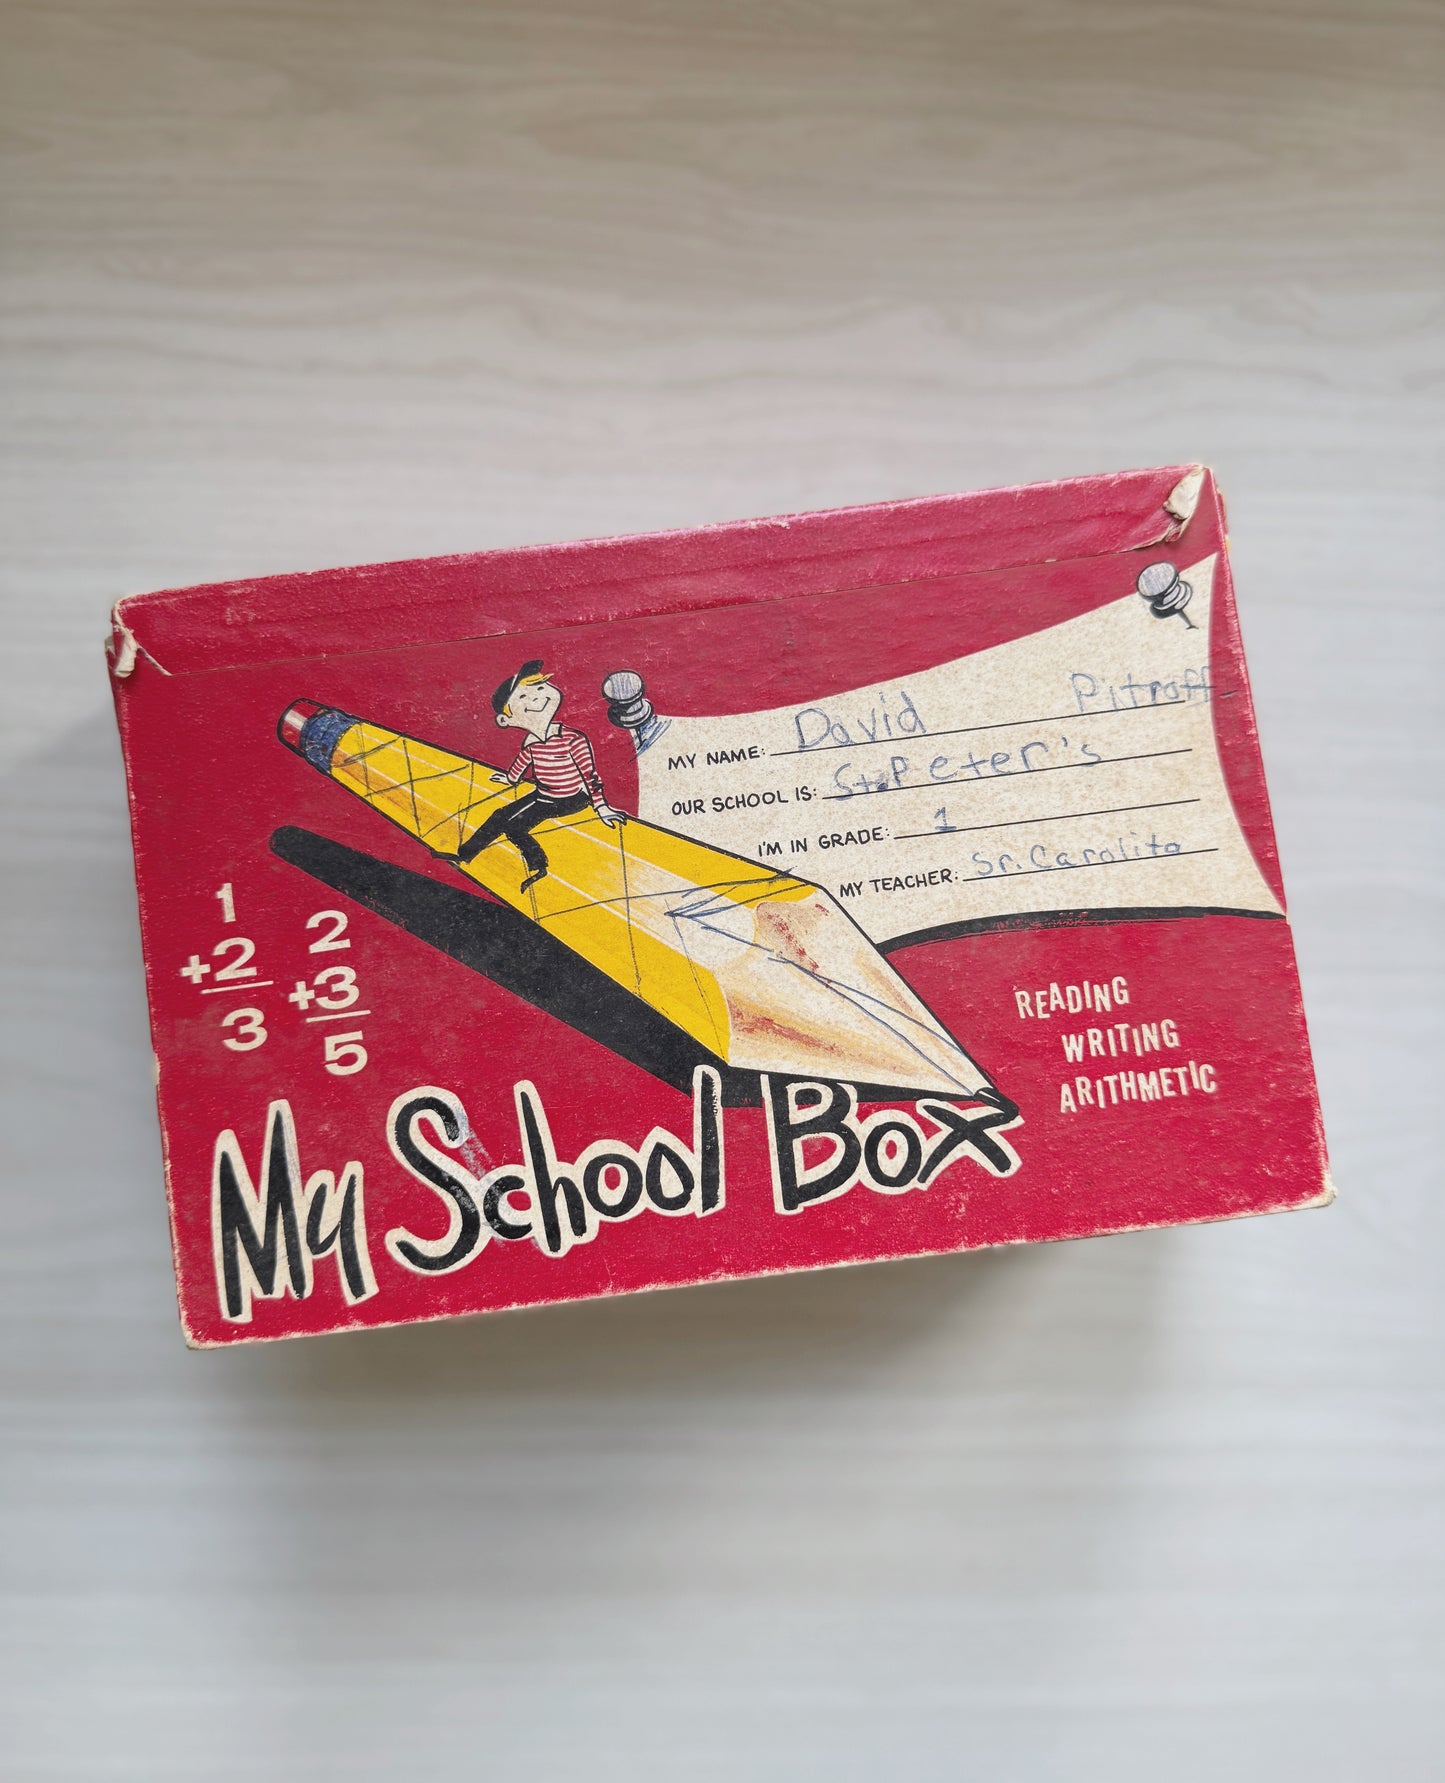 MY NAME: David Pitroff
OUR SCHOOL IS: St. Peter's
I'M IN GRADE: 1
MY TEACHER: Sr. Carolita
1
+2
3
2
+3
5
READING
WRITING
ARITHMETIC
My School Box